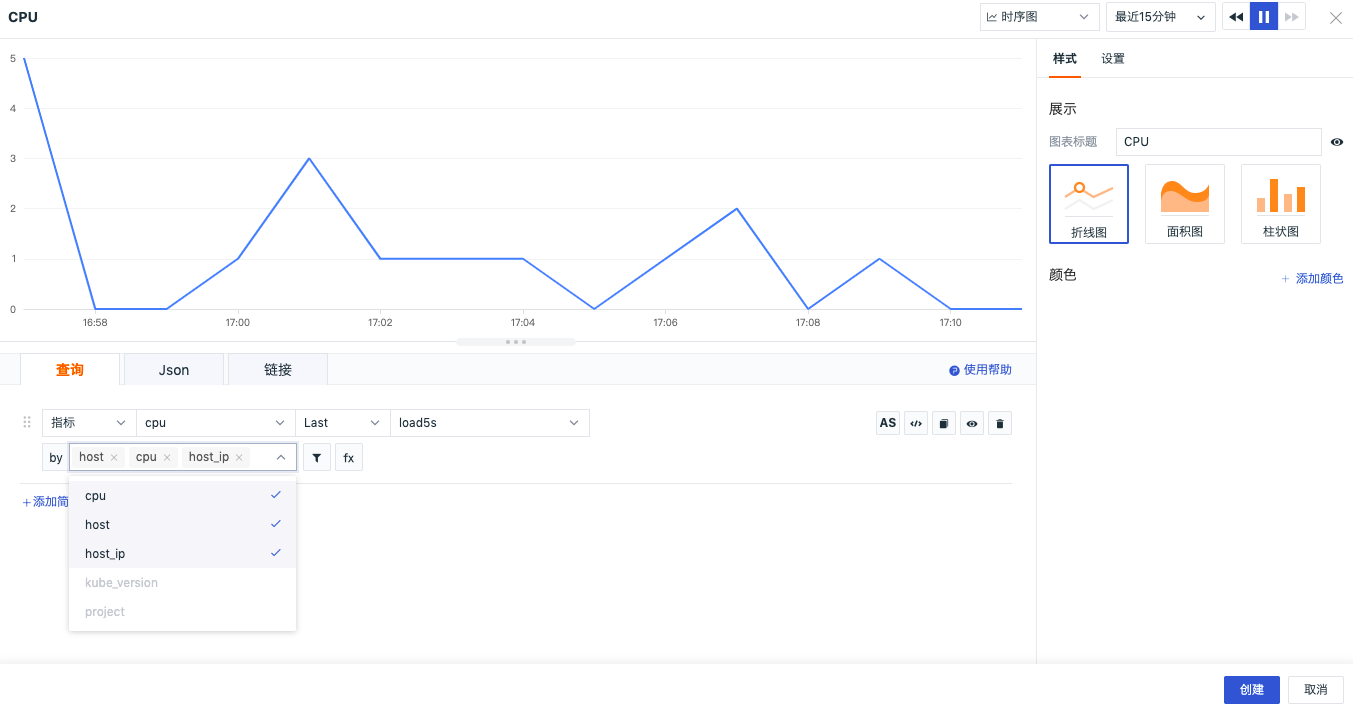 CPU
时序图
最近15分钟
5
4
3
2
1
0
16:58 17:00 17:02 17:04 17:06 17:08 17:10
样式 设置
展示
图表标题 CPU
折线图 面积图 柱状图
颜色
+ 添加颜色
查询 Json 链接
使用帮助
指标 cpu Last load5s
AS
by host × cpu × host_ip ×
fx
+添加简
cpu
host
host_ip
kube_version
project
创建 取消